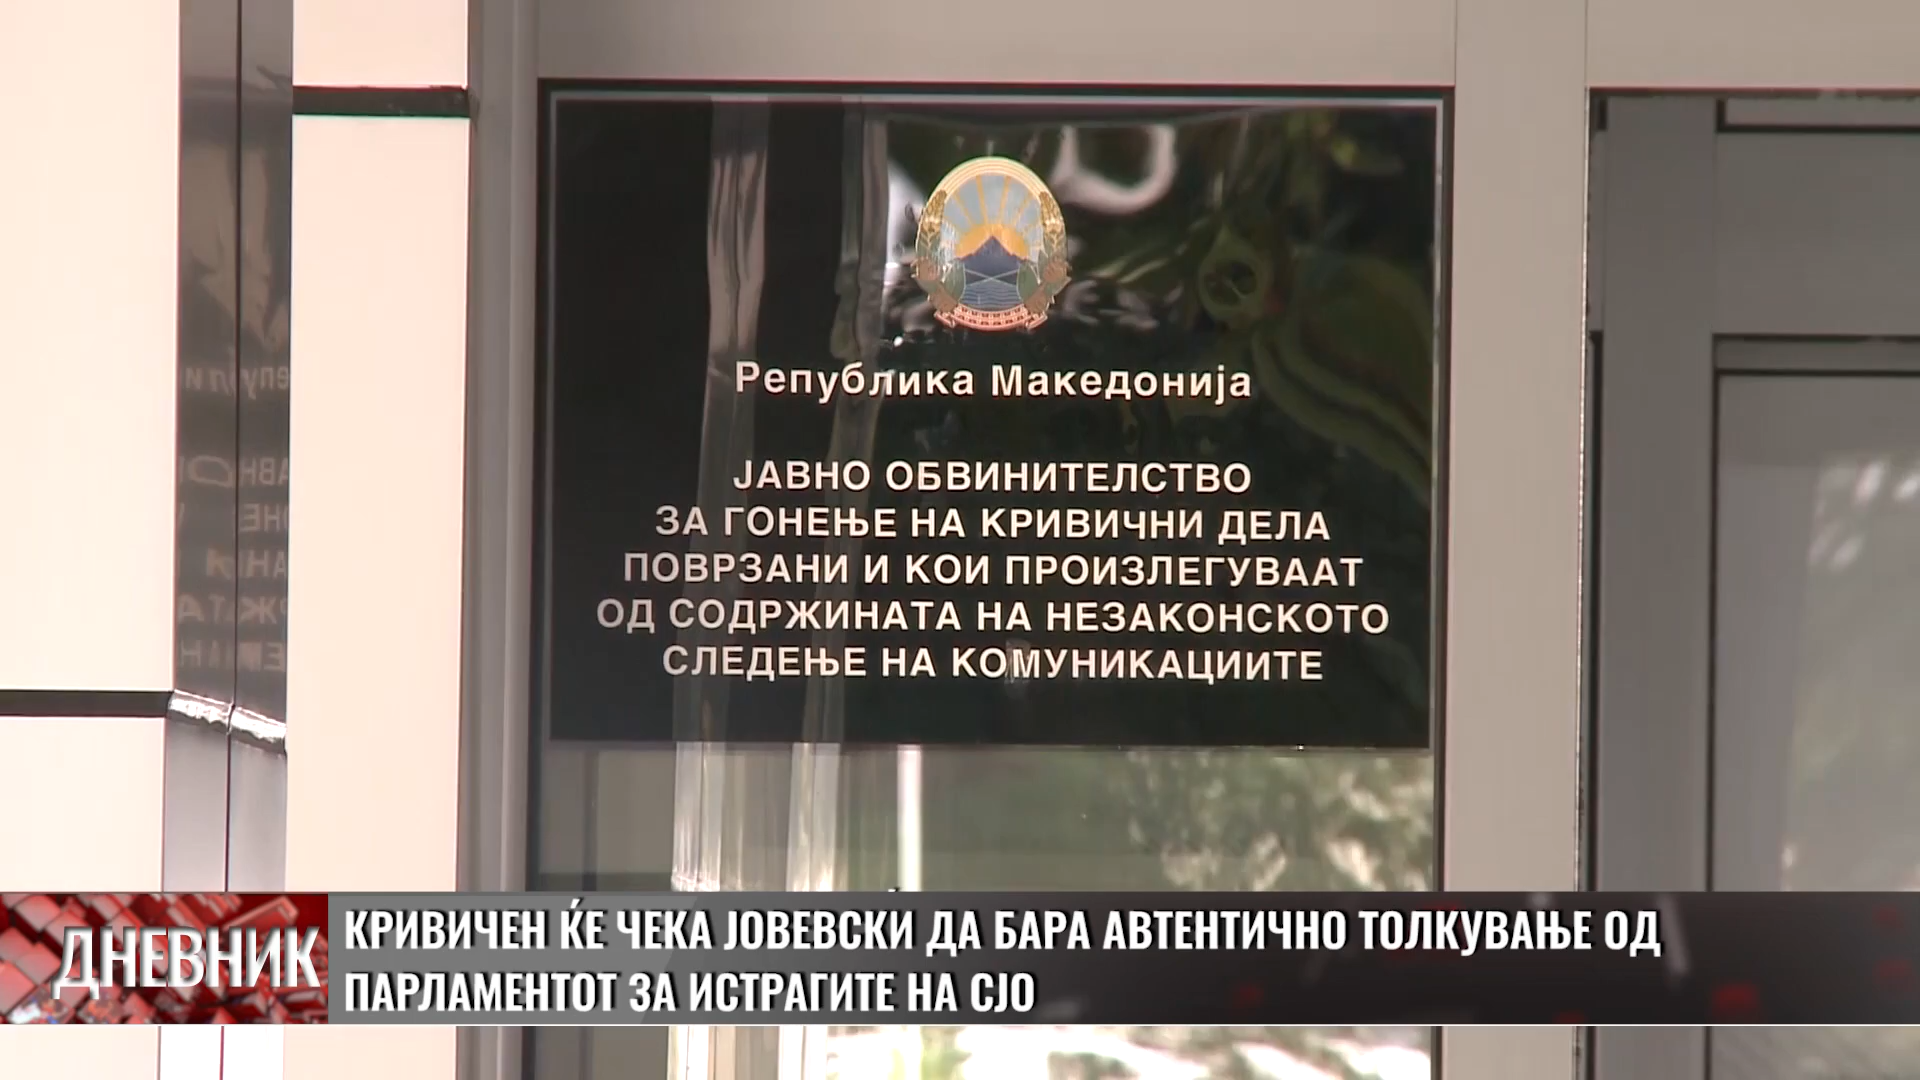 Република Македонија
ЈАВНО ОБВИНИТЕЛСТВО
ЗА ГОНЕЊЕ НА КРИВИЧНИ ДЕЛА
ПОВРЗАНИ И КОИ ПРОИЗЛЕГУВААТ
ОД СОДРЖИНАТА НА НЕЗАКОНСКОТО
СЛЕДЕЊЕ НА КОМУНИКАЦИИТЕ
ДНЕВНИК
КРИВИЧЕН ЌЕ ЧЕКА ЈОВЕВСКИ ДА БАРА АВТЕНТИЧНО ТОЛКУВАЊЕ ОД
ПАРЛАМЕНТОТ ЗА ИСТРАГИТЕ НА СЈО